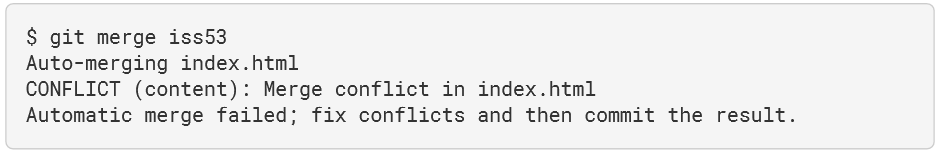 $ git merge iss53
Auto-merging index.html
CONFLICT (content): Merge conflict in index.html
Automatic merge failed; fix conflicts and then commit the result.